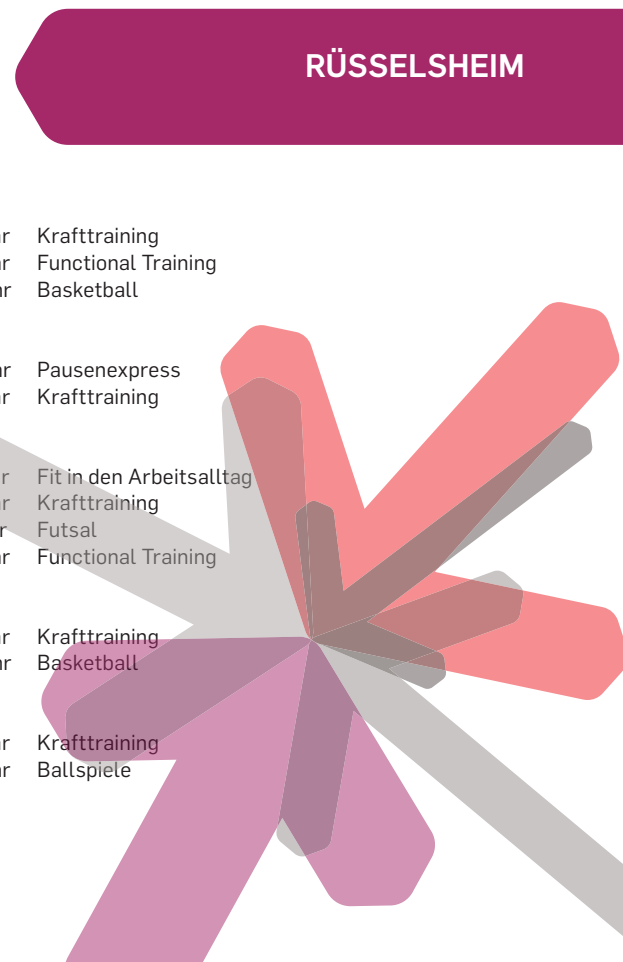 RÜSSELSHEIM
Krafttraining
Functional Training
Basketball
Pausenexpress
Krafttraining
Fit in den Arbeitsalltag
Krafttraining
Futsal
Functional Training
Krafttraining
Basketball
Krafttraining
Ballspiele